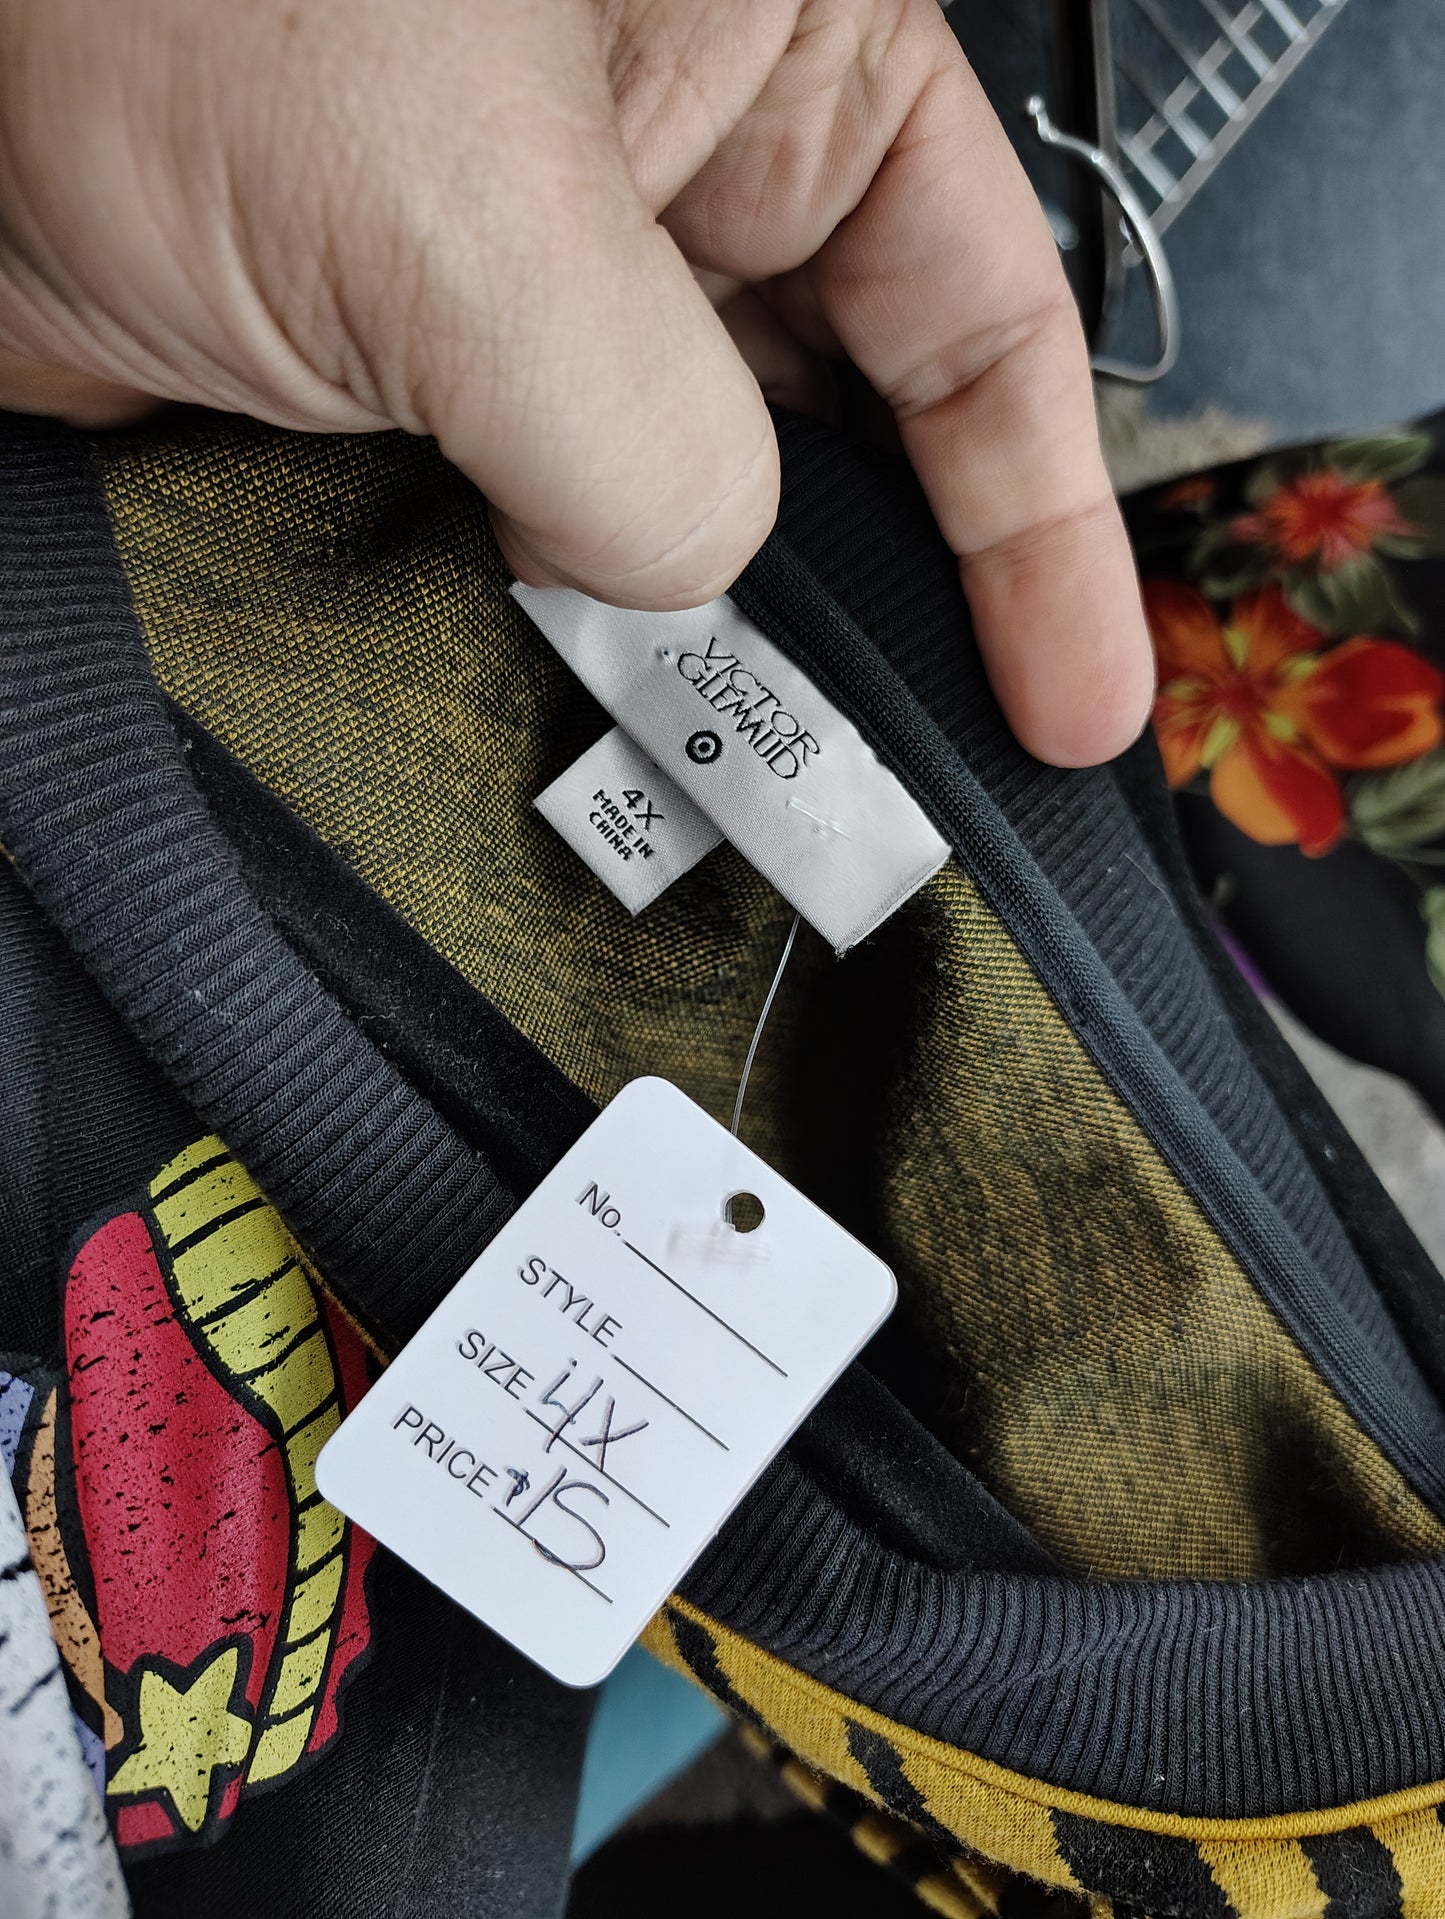 VICTOR
GLEMAUD
4X
MADE IN
CHINA
No.
STYLE
SIZE 4X
PRICE $15